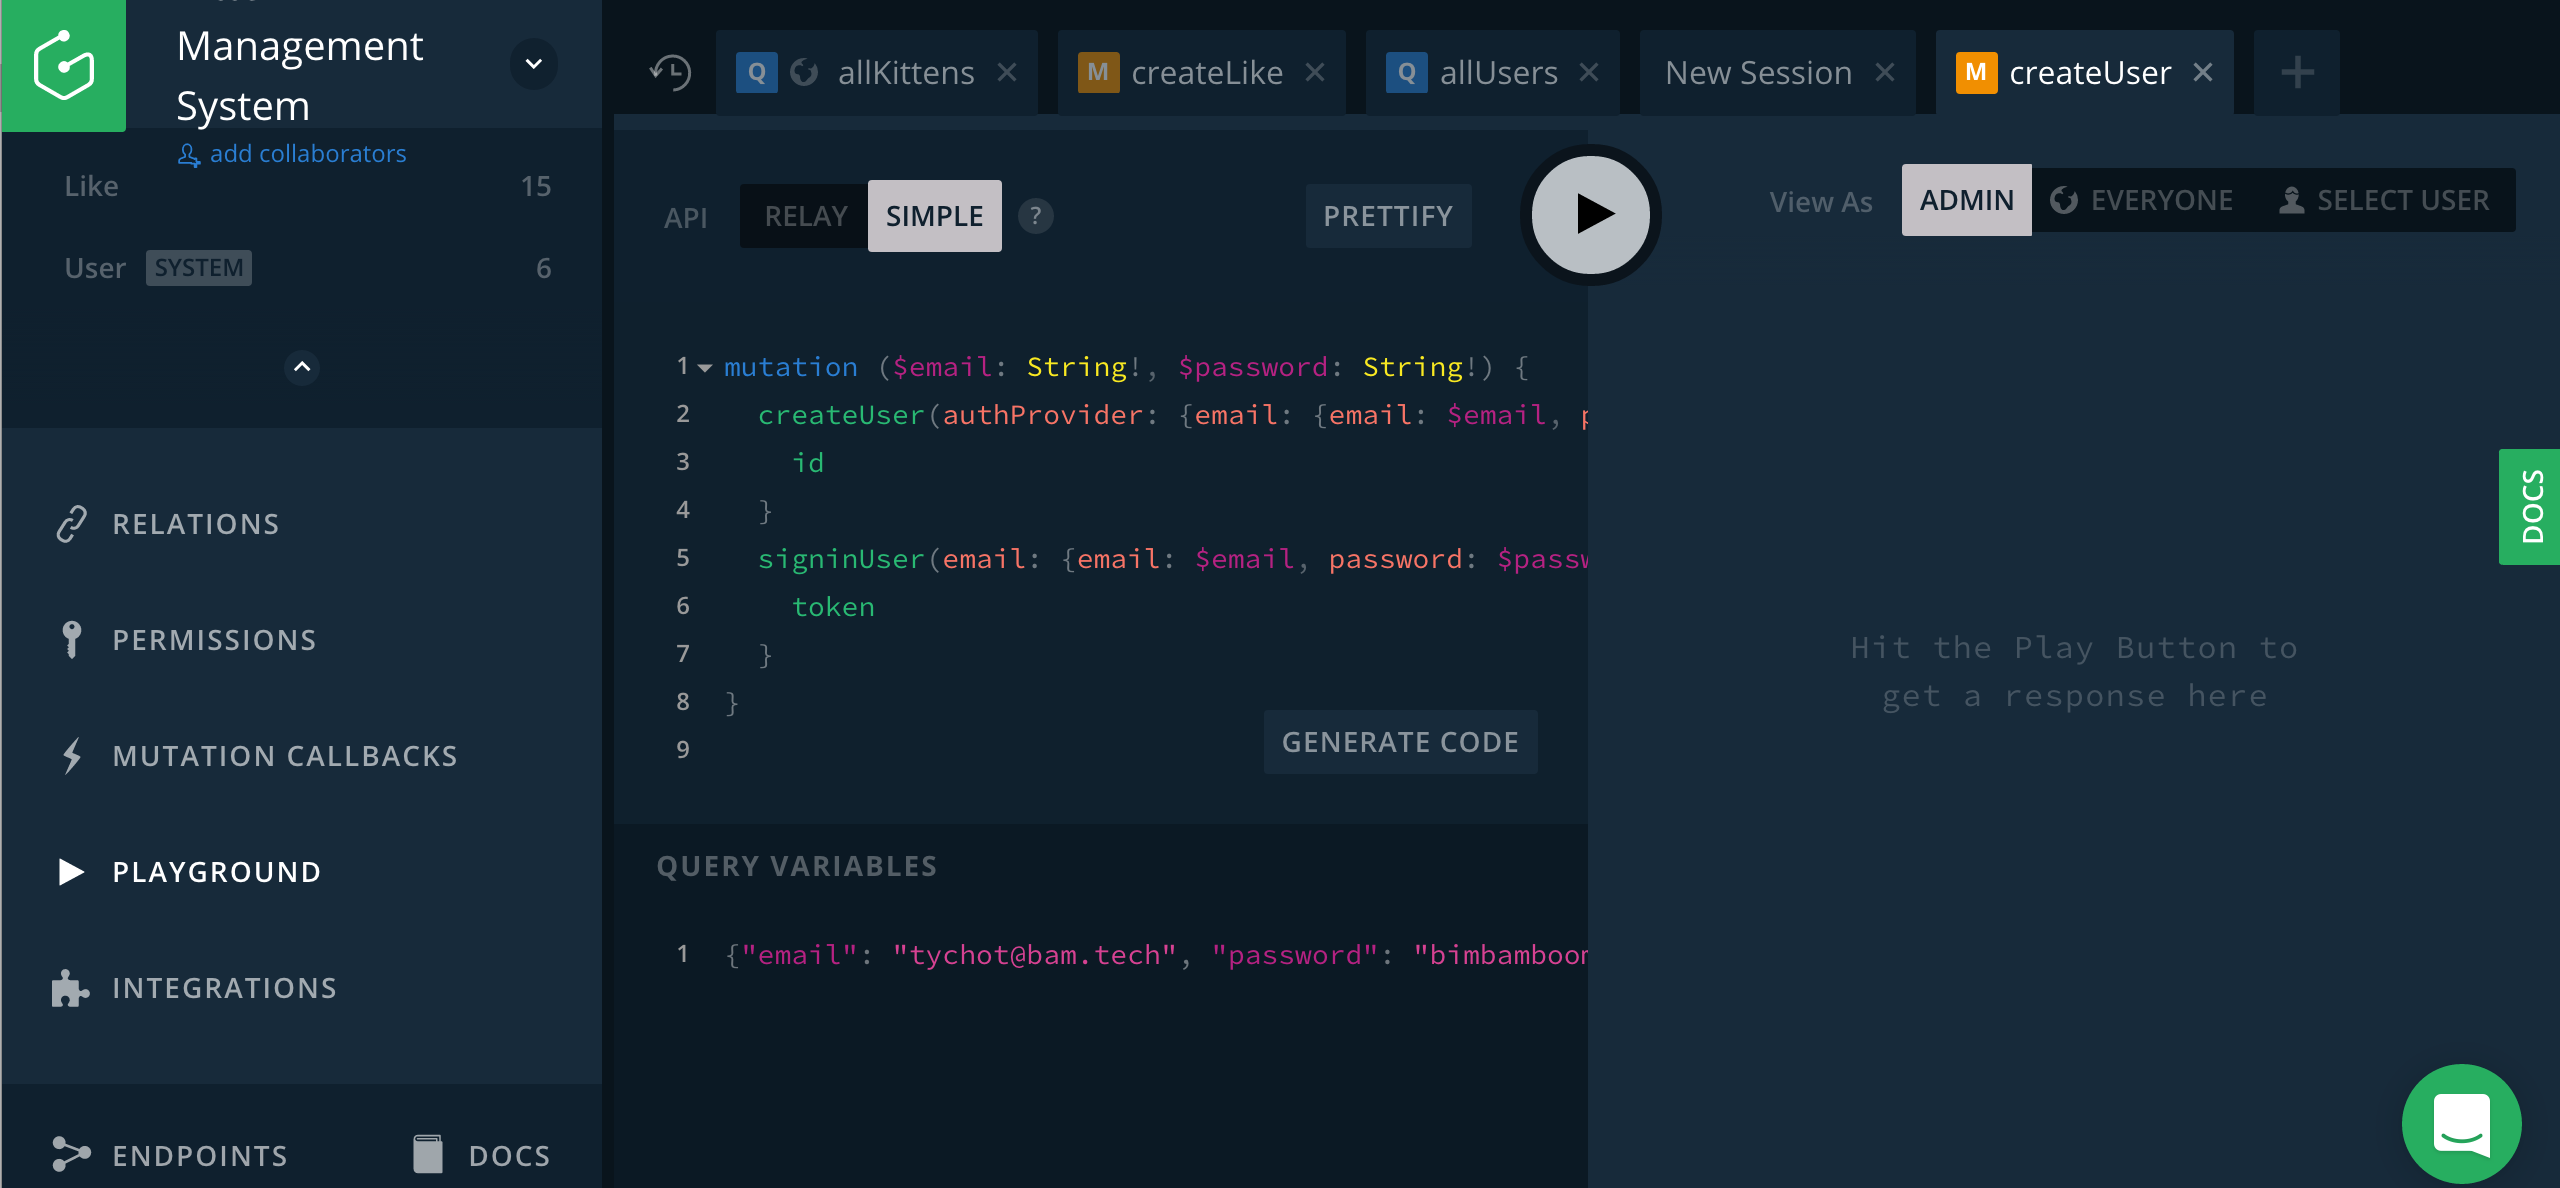 Management
System
add collaborators
Like 15
User SYSTEM 6
RELATIONS
PERMISSIONS
MUTATION CALLBACKS
PLAYGROUND
INTEGRATIONS
ENDPOINTS DOCS
Q allKittens × M createLike × Q allUsers × New Session × M createUser × +
API RELAY SIMPLE ? PRETTIFY
View As ADMIN EVERYONE SELECT USER
1 mutation ($email: String!, $password: String!) {
2 createUser(authProvider: {email: {email: $email, p
3 id
4 }
5 signinUser(email: {email: $email, password: $passw
6 token
7 }
8 }
9
GENERATE CODE
QUERY VARIABLES
1 {"email": "tychot@bam.tech", "password": "bimbamboom
Hit the Play Button to
get a response here
DOCS